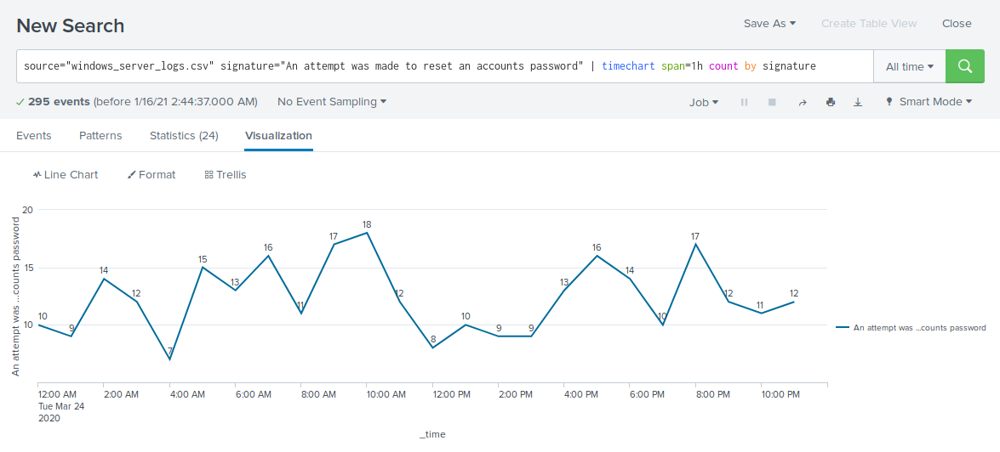 New Search
Save As
Create Table View
Close
source="windows_server_logs.csv" signature="An attempt was made to reset an accounts password" | timechart span=1h count by signature
All time
295 events (before 1/16/21 2:44:37.000 AM)
No Event Sampling
Job
Smart Mode
Events
Patterns
Statistics (24)
Visualization
Line Chart
Format
Trellis
An attempt was ...counts password
20
15
10
10
9
14
12
7
15
13
16
11
17
18
12
8
10
9
9
13
16
14
10
17
12
11
12
An attempt was ...counts password
12:00 AM
Tue Mar 24
2020
2:00 AM
4:00 AM
6:00 AM
8:00 AM
10:00 AM
12:00 PM
2:00 PM
4:00 PM
6:00 PM
8:00 PM
10:00 PM
_time